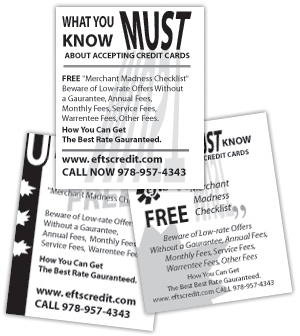 WHAT YOU
KNOW MUST
ABOUT ACCEPTING CREDIT CARDS
FREE "Merchant Madness Checklist"
Beware of Low-rate Offers Without
a Gaurantee, Annual Fees,
Monthly Fees, Service Fees,
Warrentee Fees, Other Fees.
How You Can Get
The Best Rate Gauranteed.
www.eftscredit.com
CALL NOW 978-957-4343
U
"Merchant Madness Chec
Beware of Low-rate Offers
Without a Gaurantee,
Annual Fees, Monthly Fees,
Service Fees, Warrentee Fees
How You Can Get
The Best Rate Gauranteed.
www.eftscredit.com
CALL 978-957-4343
UST KNOW
CREDIT CARDS
FREE
Merchant
Madness
Checklist
"
Beware of Low-rate Offers
Without a Gaurantee, Annual Fees,
Monthly Fees, Service Fees,
Warrentee Fees, Other Fees
How You Can Get
The Best Rate Gauranteed.
www.eftscredit.com CALL 978-957-4343